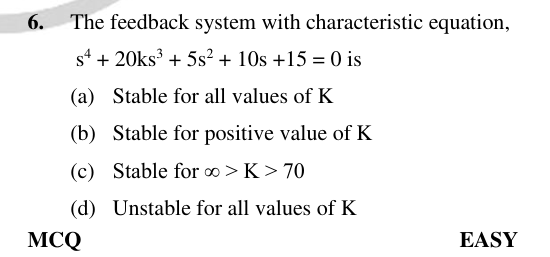 6. The feedback system with characteristic equation,
s⁴ + 20ks³ + 5s² + 10s +15 = 0 is
(a) Stable for all values of K
(b) Stable for positive value of K
(c) Stable for ∞ > K > 70
(d) Unstable for all values of K
MCQ EASY